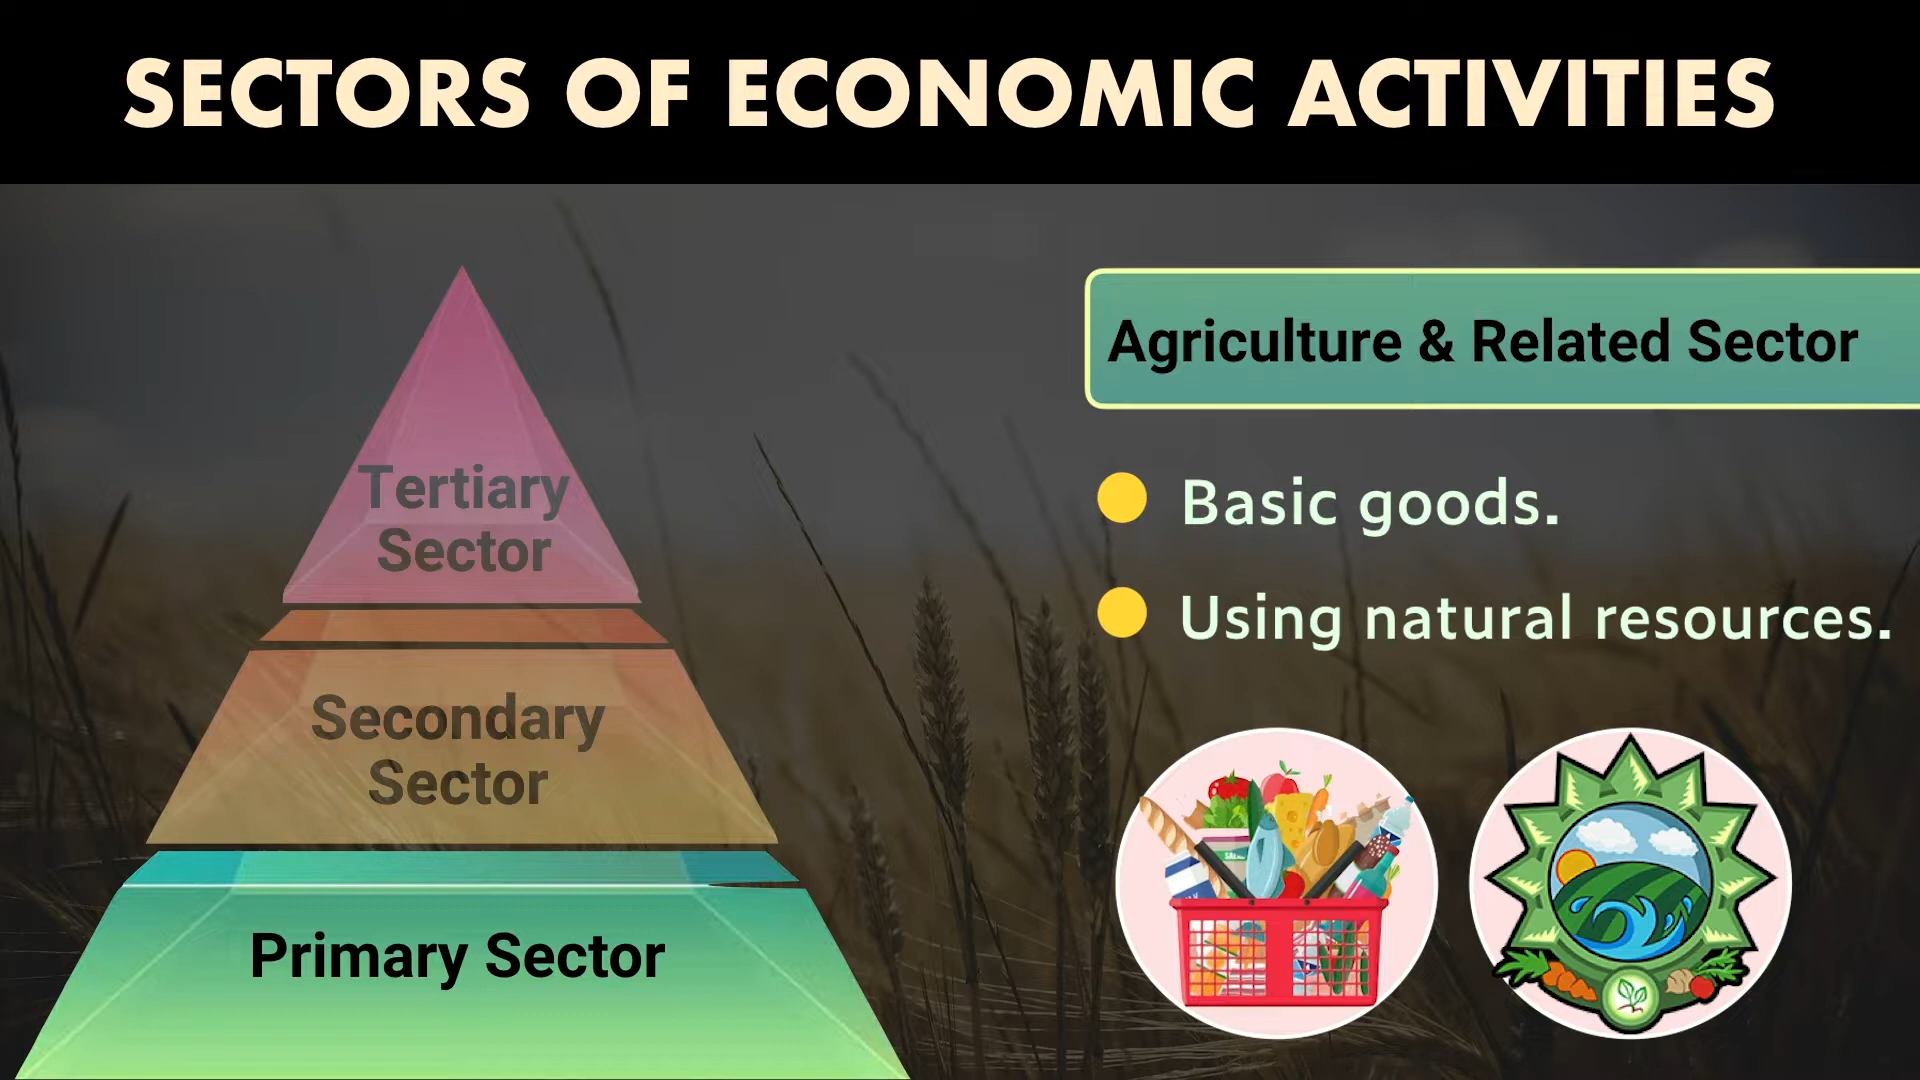 SECTORS OF ECONOMIC ACTIVITIES
Tertiary
Sector
Secondary
Sector
Primary Sector
Agriculture & Related Sector
Basic goods.
Using natural resources.